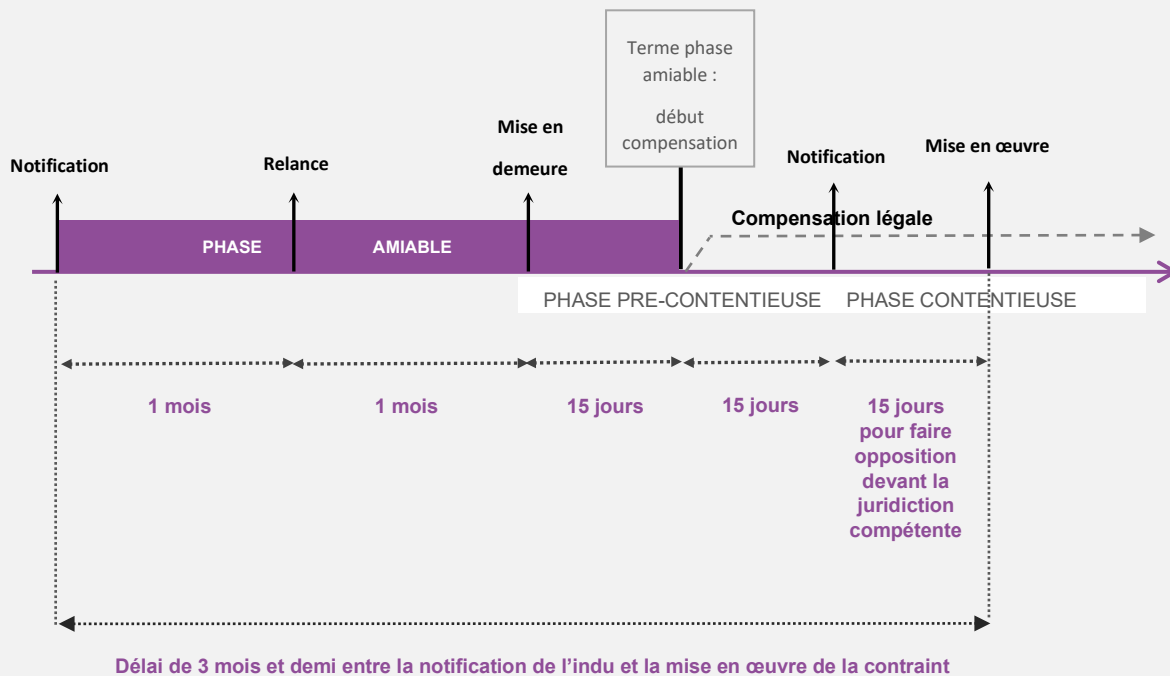 Terme phase
amiable :
début
compensation
Mise en
demeure
Notification
Relance
Notification
Mise en œuvre
Compensation légale
PHASE
AMIABLE
PHASE PRE-CONTENTIEUSE
PHASE CONTENTIEUSE
1 mois
1 mois
15 jours
15 jours
15 jours
pour faire
opposition
devant la
juridiction
compétente
Délai de 3 mois et demi entre la notification de l’indu et la mise en œuvre de la contraint